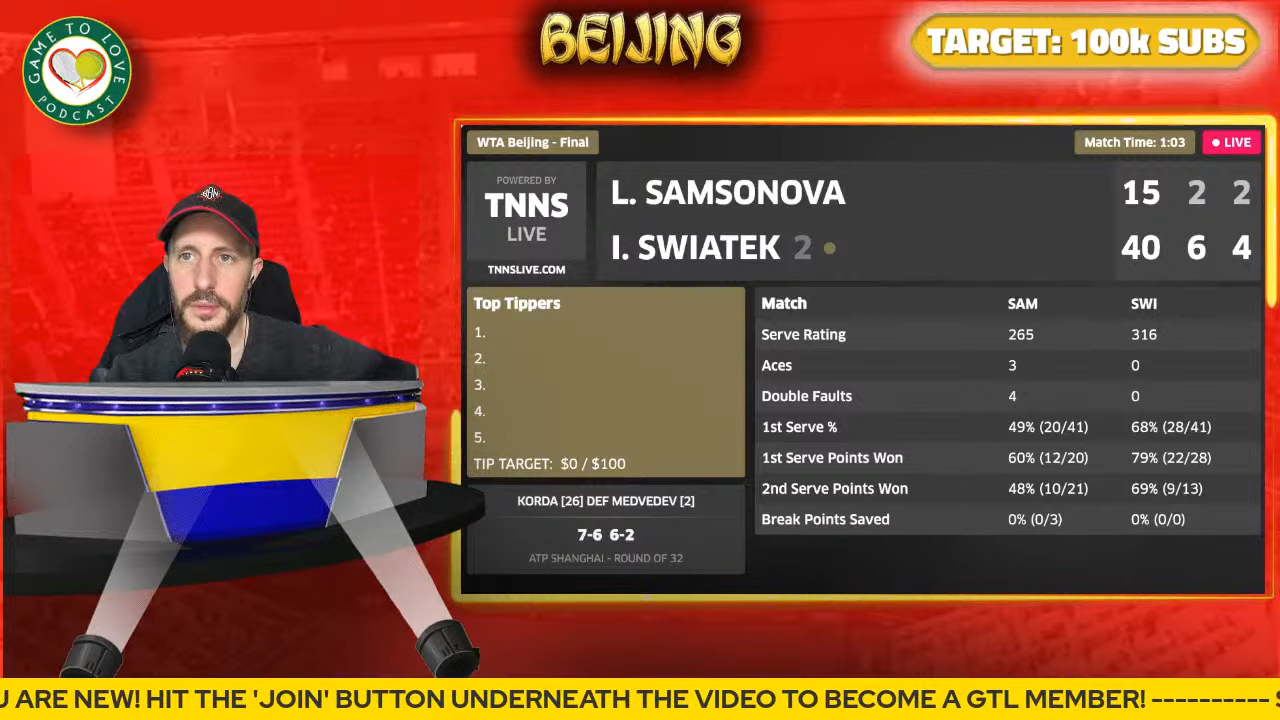 GAME TO LOVE
PODCAST
BEIJING
TARGET: 100k SUBS
WTA Beijing - Final
Match Time: 1:03
LIVE
POWERED BY
TNNS
LIVE
TNNSLIVE.COM
L. SAMSONOVA 15 2 2
I. SWIATEK 2 40 6 4
Top Tippers
1.
2.
3.
4.
5.
TIP TARGET: $0 / $100
KORDA [26] DEF MEDVEDEV [2]
7-6 6-2
ATP SHANGHAI - ROUND OF 32
Match SAM SWI
Serve Rating 265 316
Aces 3 0
Double Faults 4 0
1st Serve % 49% (20/41) 68% (28/41)
1st Serve Points Won 60% (12/20) 79% (22/28)
2nd Serve Points Won 48% (10/21) 69% (9/13)
Break Points Saved 0% (0/3) 0% (0/0)
U ARE NEW! HIT THE 'JOIN' BUTTON UNDERNEATH THE VIDEO TO BECOME A GTL MEMBER! ---------- S